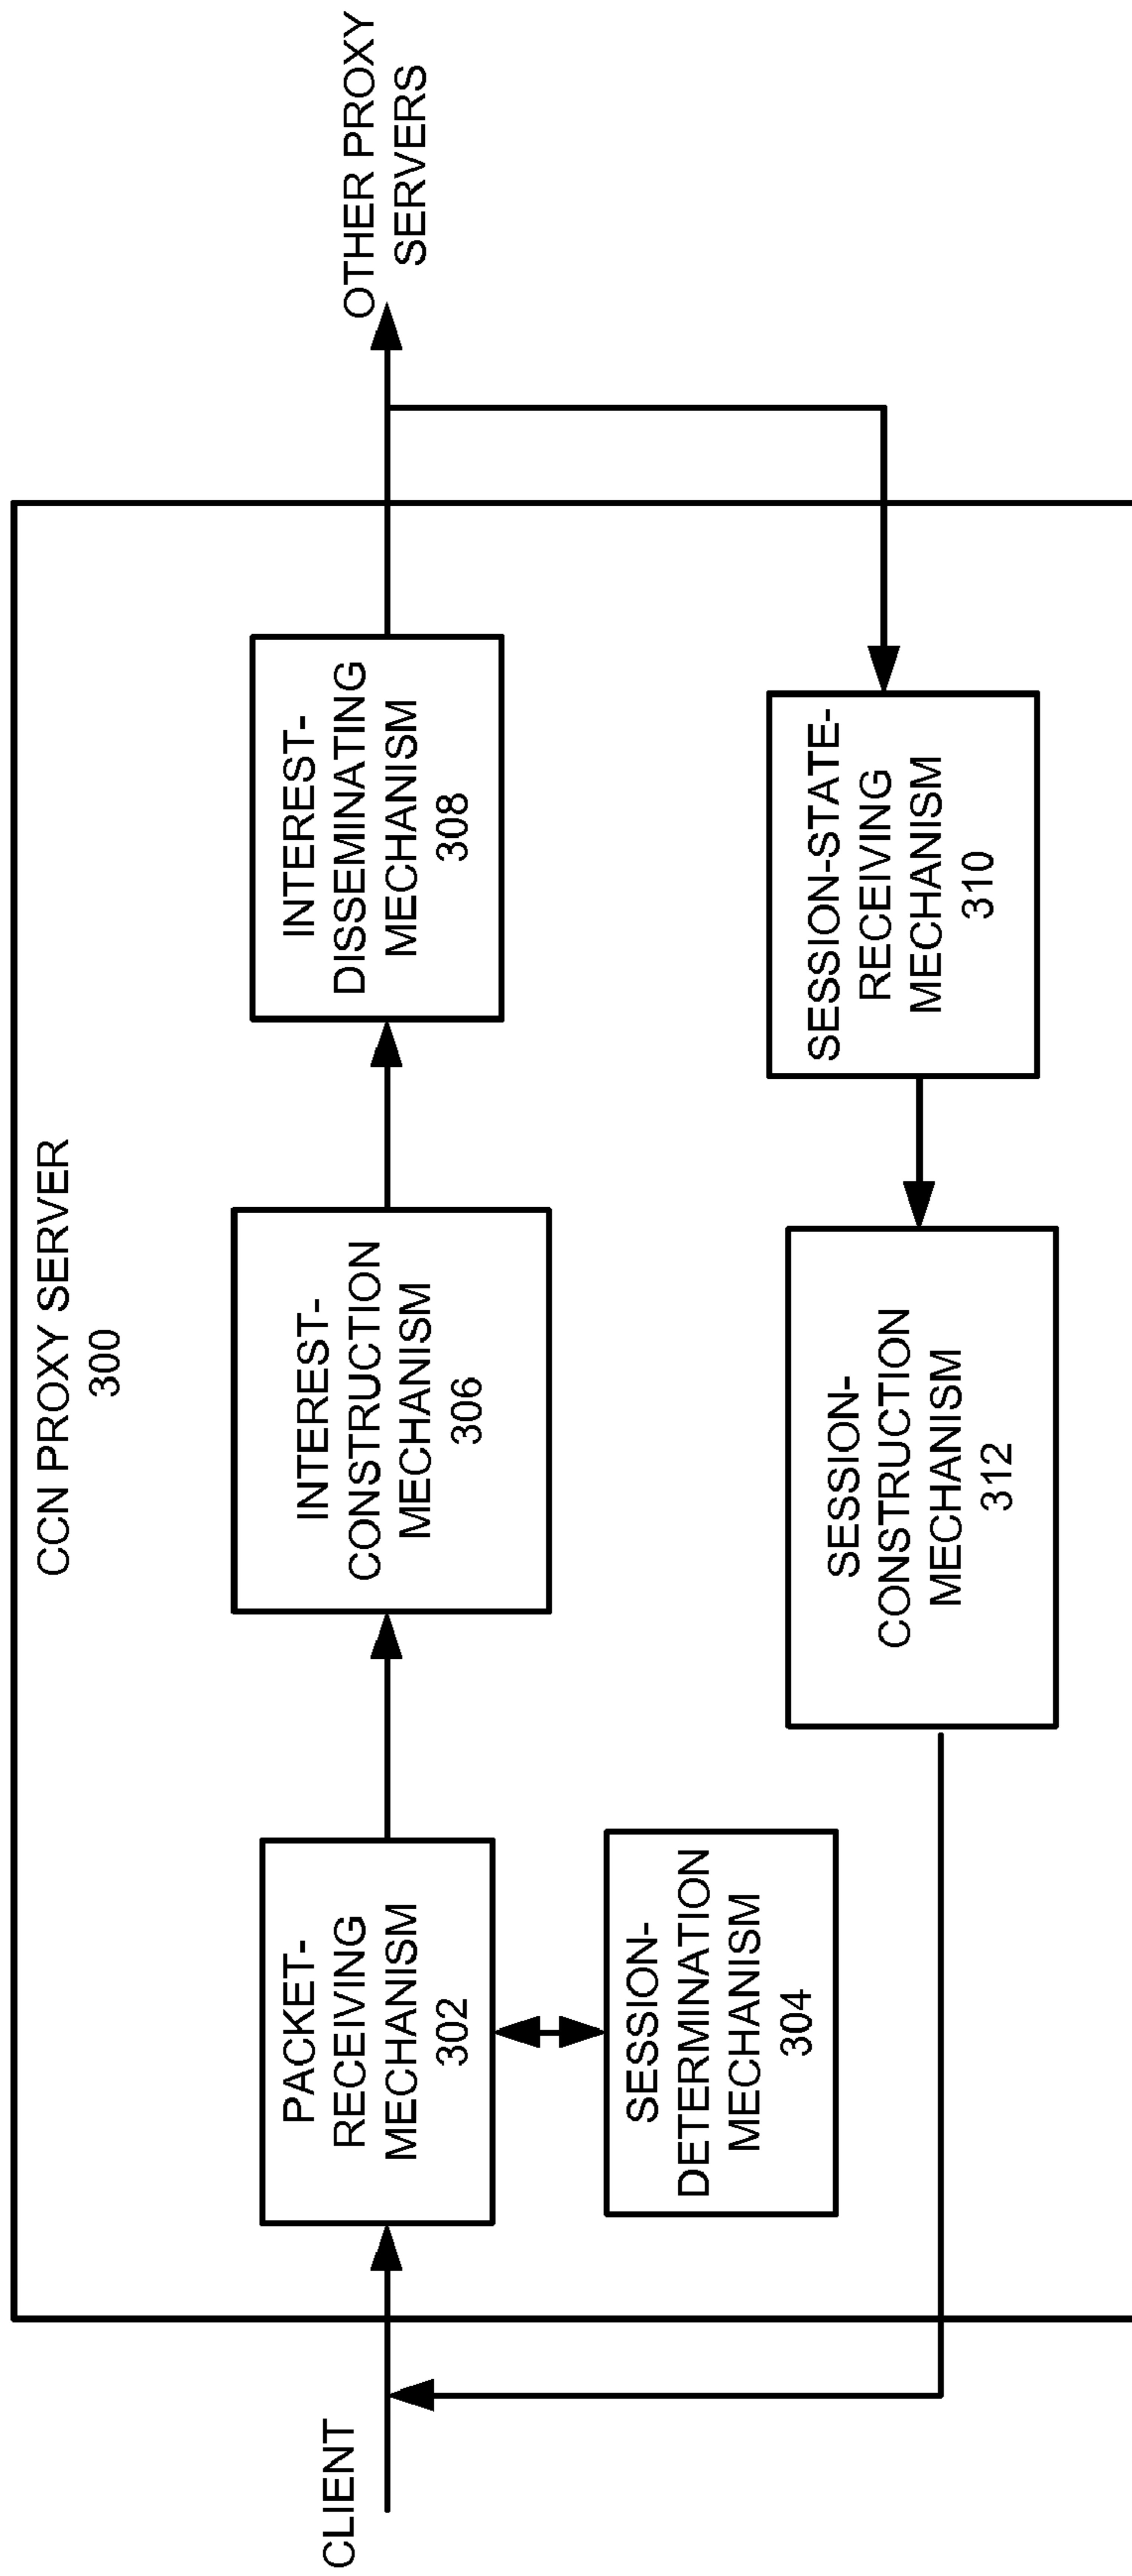 CCN PROXY SERVER
300
CLIENT
PACKET-
RECEIVING
MECHANISM
302
INTEREST-
CONSTRUCTION
MECHANISM
306
INTEREST-
DISSEMINATING
MECHANISM
308
OTHER PROXY
SERVERS
SESSION-
DETERMINATION
MECHANISM
304
SESSION-
CONSTRUCTION
MECHANISM
312
SESSION-STATE-
RECEIVING
MECHANISM
310